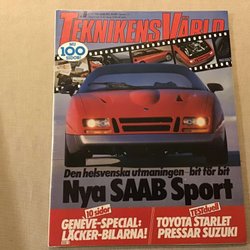 TEKNIKENS VÄRLD
100
SIDOR!
Den helsvenska utmaningen - bit för bit
Nya SAAB Sport
10 sidor
GENÈVE-SPECIAL:
LÄCKER-BILARNA!
TOYOTA STARLET
PRESSAR SUZUKI